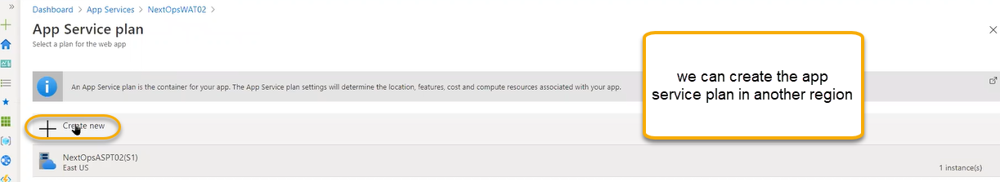 Dashboard > App Services > NextOpsWAT02 >
App Service plan
Select a plan for the web app
An App Service plan is the container for your app. The App Service plan settings will determine the location, features, cost and compute resources associated with your app.
we can create the app
service plan in another region
Create new
NextOpsASPT02(S1)
East US
1 instance(s)